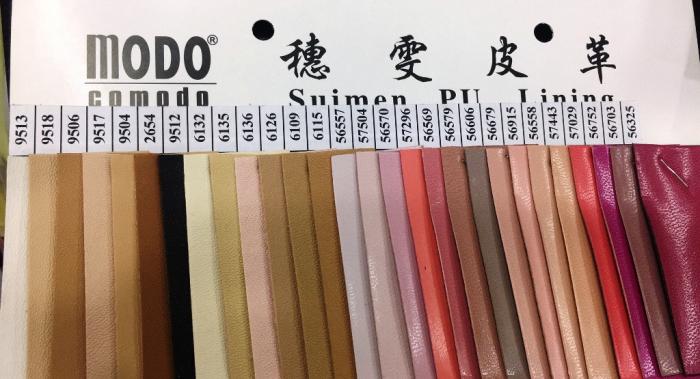 MODO® 穗雯皮革
comodo Suimen PU Lining
9513 9518 9506 9517 9504 2654 9512 6132 6135 6136 6126 6109 6115 56557 57504 56570 57296 56569 56579 56606 56679 56915 56558 57443 57029 56752 56703 56325